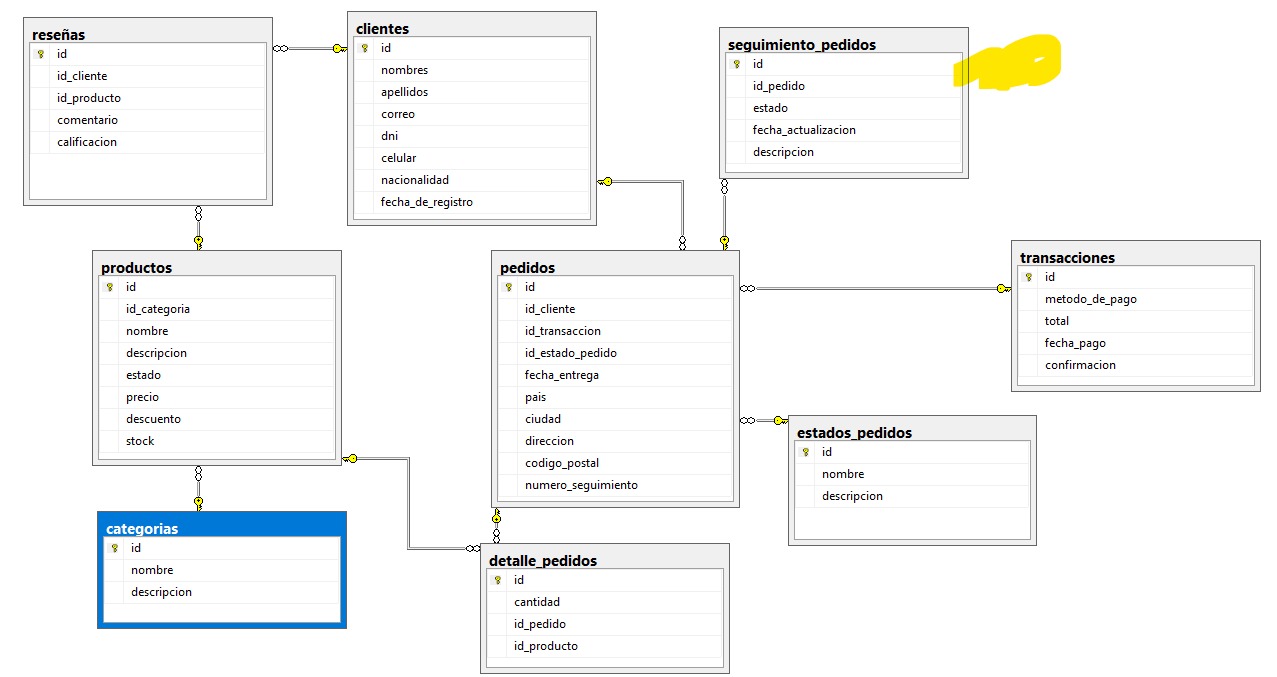 reseñas
id
id_cliente
id_producto
comentario
calificacion
clientes
id
nombres
apellidos
correo
dni
celular
nacionalidad
fecha_de_registro
seguimiento_pedidos
id
id_pedido
estado
fecha_actualizacion
descripcion
productos
id
id_categoria
nombre
descripcion
estado
precio
descuento
stock
pedidos
id
id_cliente
id_transaccion
id_estado_pedido
fecha_entrega
pais
ciudad
direccion
codigo_postal
numero_seguimiento
transacciones
id
metodo_de_pago
total
fecha_pago
confirmacion
estados_pedidos
id
nombre
descripcion
categorias
id
nombre
descripcion
detalle_pedidos
id
cantidad
id_pedido
id_producto